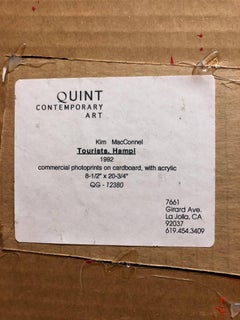 QUINT
CONTEMPORARY
ART
Kim MacConnel
Tourists, Hampi
1992
commercial photoprints on cardboard, with acrylic
8-1/2" x 20-3/4"
QG - 12380
7661
Girard Ave.
La Jolla, CA
92037
619.454.3409